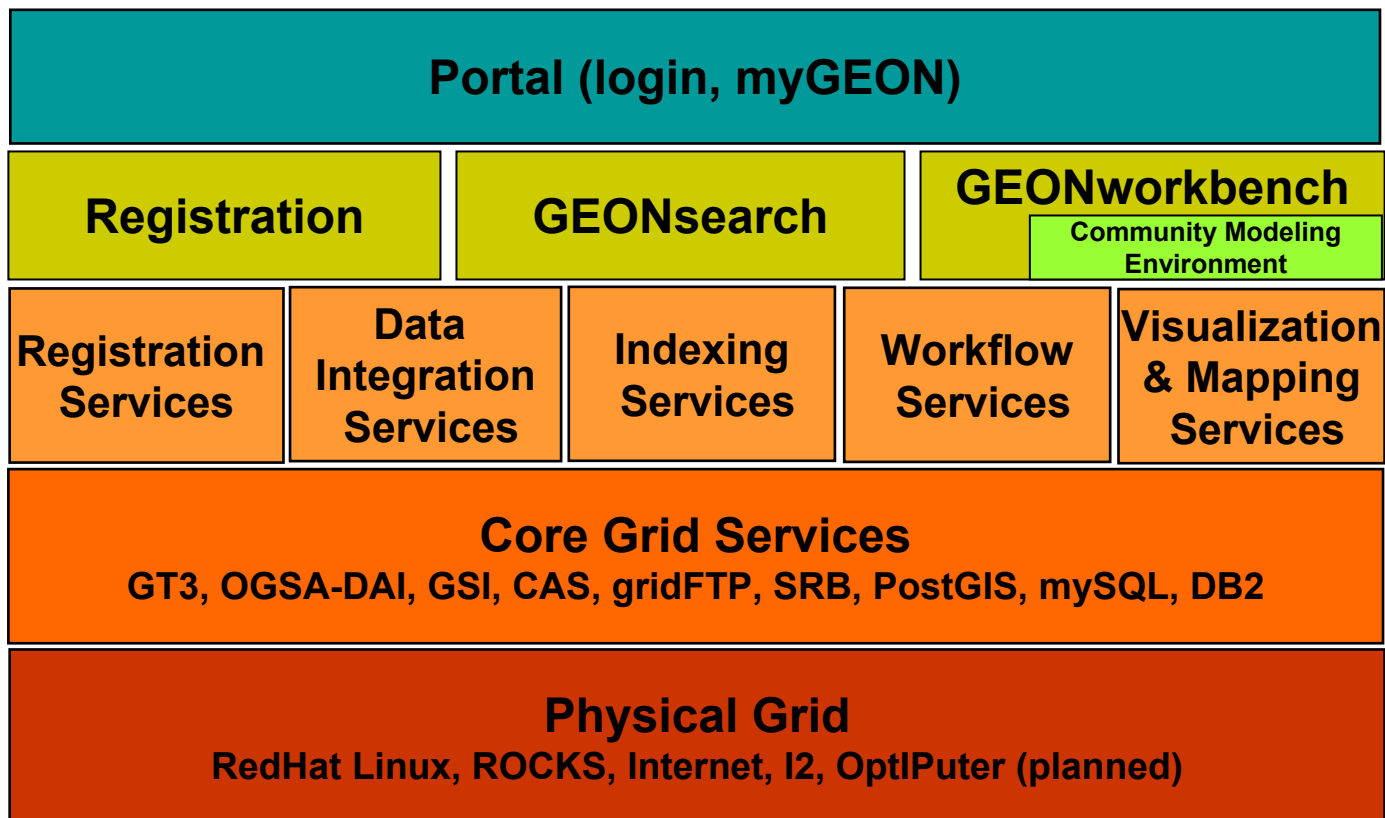 Portal (login, myGEON)
Registration
GEONsearch
GEONworkbench
Community Modeling
Environment
Registration
Services
Data
Integration
Services
Indexing
Services
Workflow
Services
Visualization
& Mapping
Services
Core Grid Services
GT3, OGSA-DAI, GSI, CAS, gridFTP, SRB, PostGIS, mySQL, DB2
Physical Grid
RedHat Linux, ROCKS, Internet, I2, OptIPuter (planned)